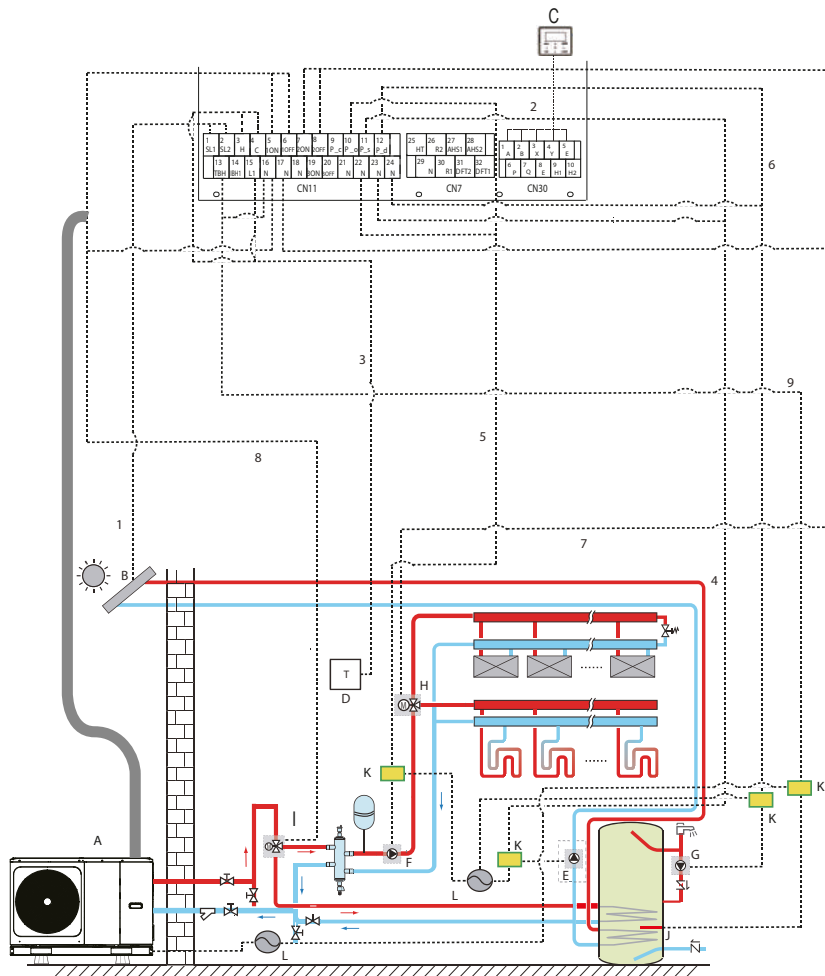 C
2
1 2 3 4 5 6 7 8 9 10 11 12
SL1 SL2 H C 1ON 1OFF 2ON 2OFF P_c P_o P_s P_d
13 14 15 16 17 18 19 20 21 22 23 24
TBH IBH1 L1 N N N 3ON 3OFF N N N N
CN11
25 26 27 28
HT R2 AHS1 AHS2
29 30 31 32
N R1 DFT2 DFT1
CN7
1 2 3 4 5
A B X Y E
6 7 8 9 10
P Q E H1 H2
CN30
6
3
9
5
8
7
1
B
4
T
D
M
H
K
A
I
K
K
K
F
E
G
L
J
L